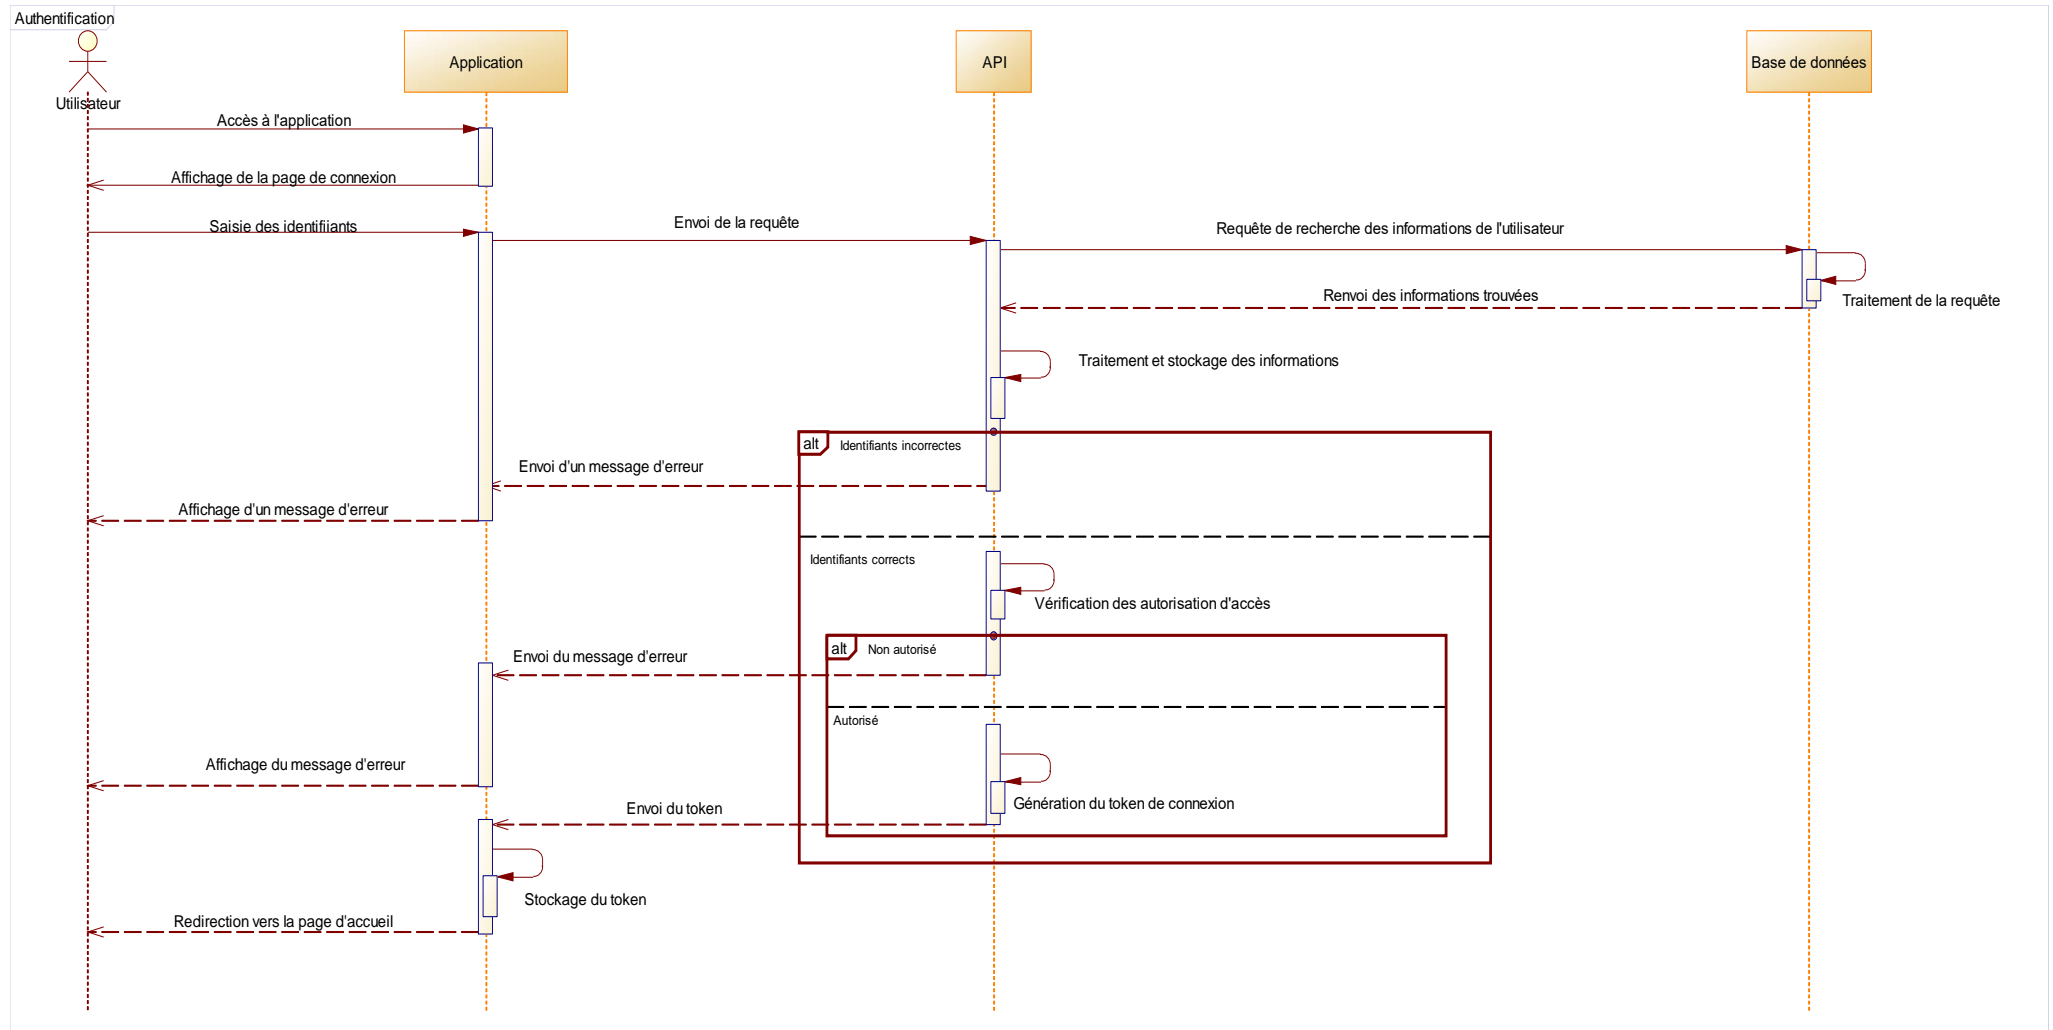 Authentification
Utilisateur
Application
API
Base de données
Accès à l'application
Affichage de la page de connexion
Saisie des identifiiants
Envoi de la requête
Requête de recherche des informations de l'utilisateur
Traitement de la requête
Renvoi des informations trouvées
Traitement et stockage des informations
alt
Identifiants incorrectes
Envoi d'un message d'erreur
Affichage d'un message d'erreur
Identifiants corrects
Vérification des autorisation d'accès
alt
Non autorisé
Envoi du message d'erreur
Autorisé
Affichage du message d'erreur
Génération du token de connexion
Envoi du token
Stockage du token
Redirection vers la page d'accueil